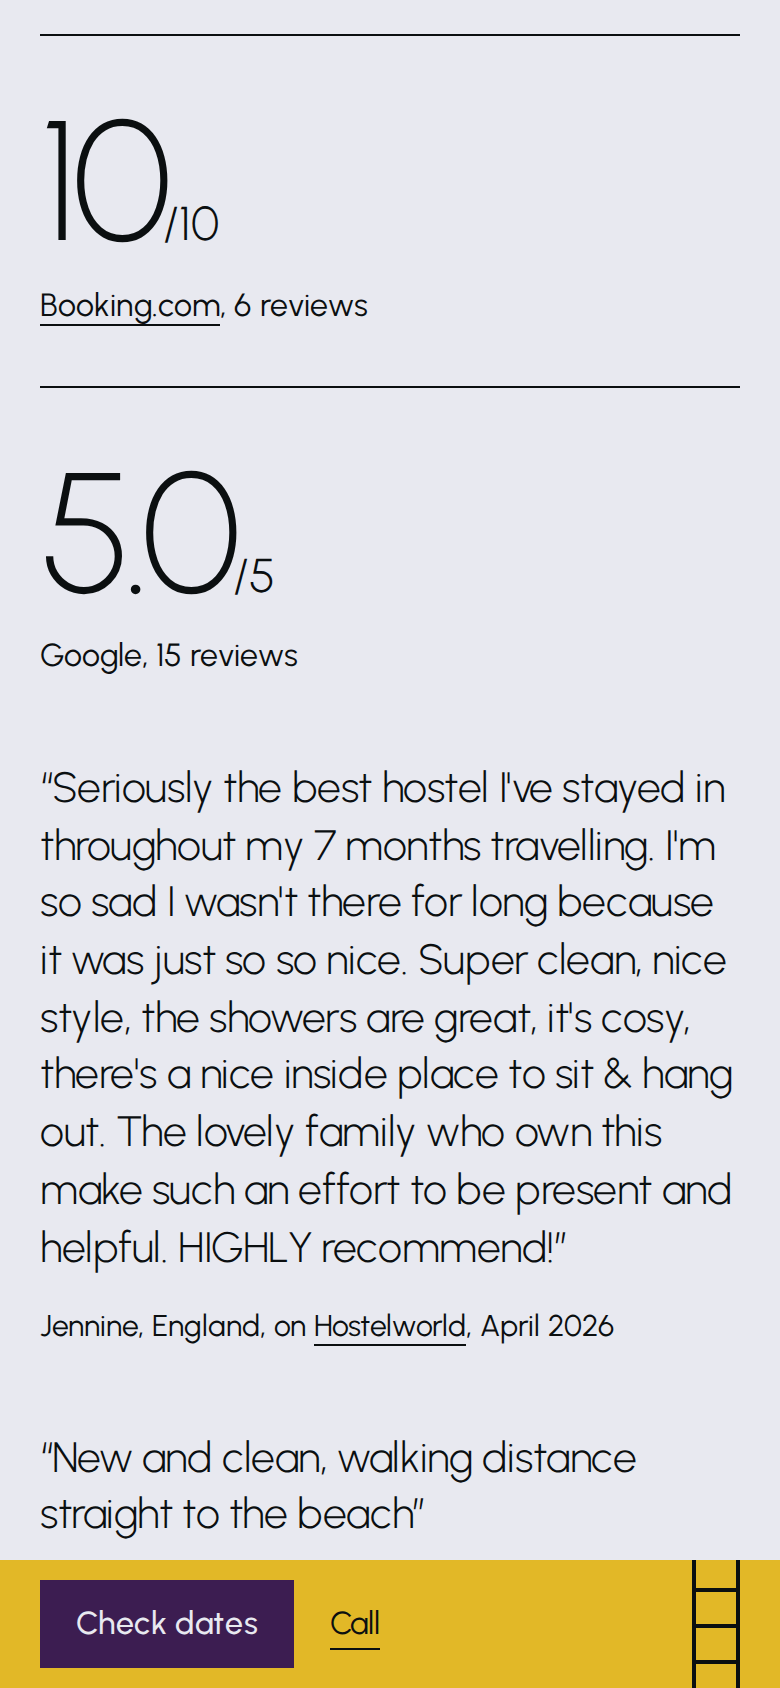 10/10
Booking.com, 6 reviews
5.0/5
Google, 15 reviews
“Seriously the best hostel I've stayed in
throughout my 7 months travelling. I'm
so sad I wasn't there for long because
it was just so so nice. Super clean, nice
style, the showers are great, it's cosy,
there's a nice inside place to sit & hang
out. The lovely family who own this
make such an effort to be present and
helpful. HIGHLY recommend!”
Jennine, England, on Hostelworld, April 2026
“New and clean, walking distance
straight to the beach”
Check dates
Call